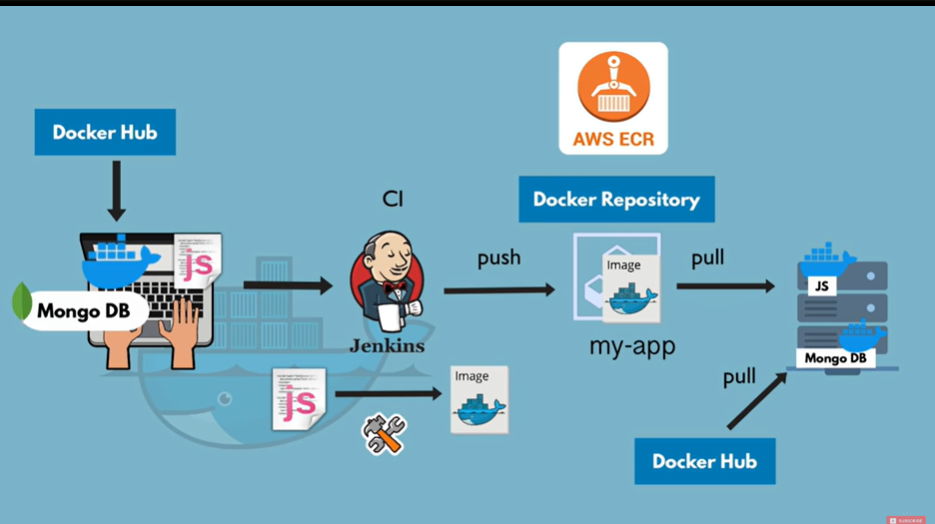 AWS ECR
Docker Hub
CI
Docker Repository
js
push
Image
pull
JS
Mongo DB
Jenkins
my-app
Mongo DB
js
Image
pull
Docker Hub
SUBSCRIBE